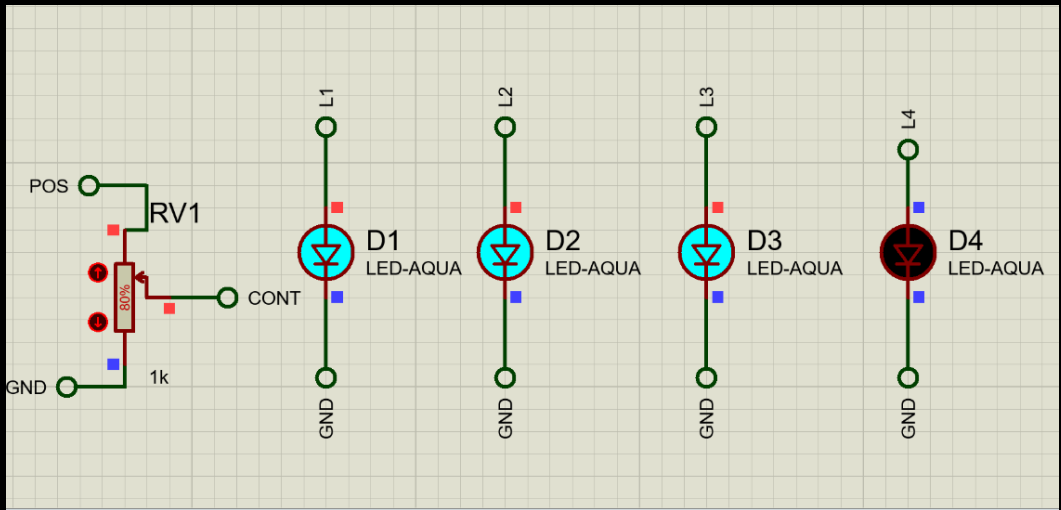 POS
RV1
80%
CONT
GND
1k
L1
D1
LED-AQUA
GND
L2
D2
LED-AQUA
GND
L3
D3
LED-AQUA
GND
L4
D4
LED-AQUA
GND